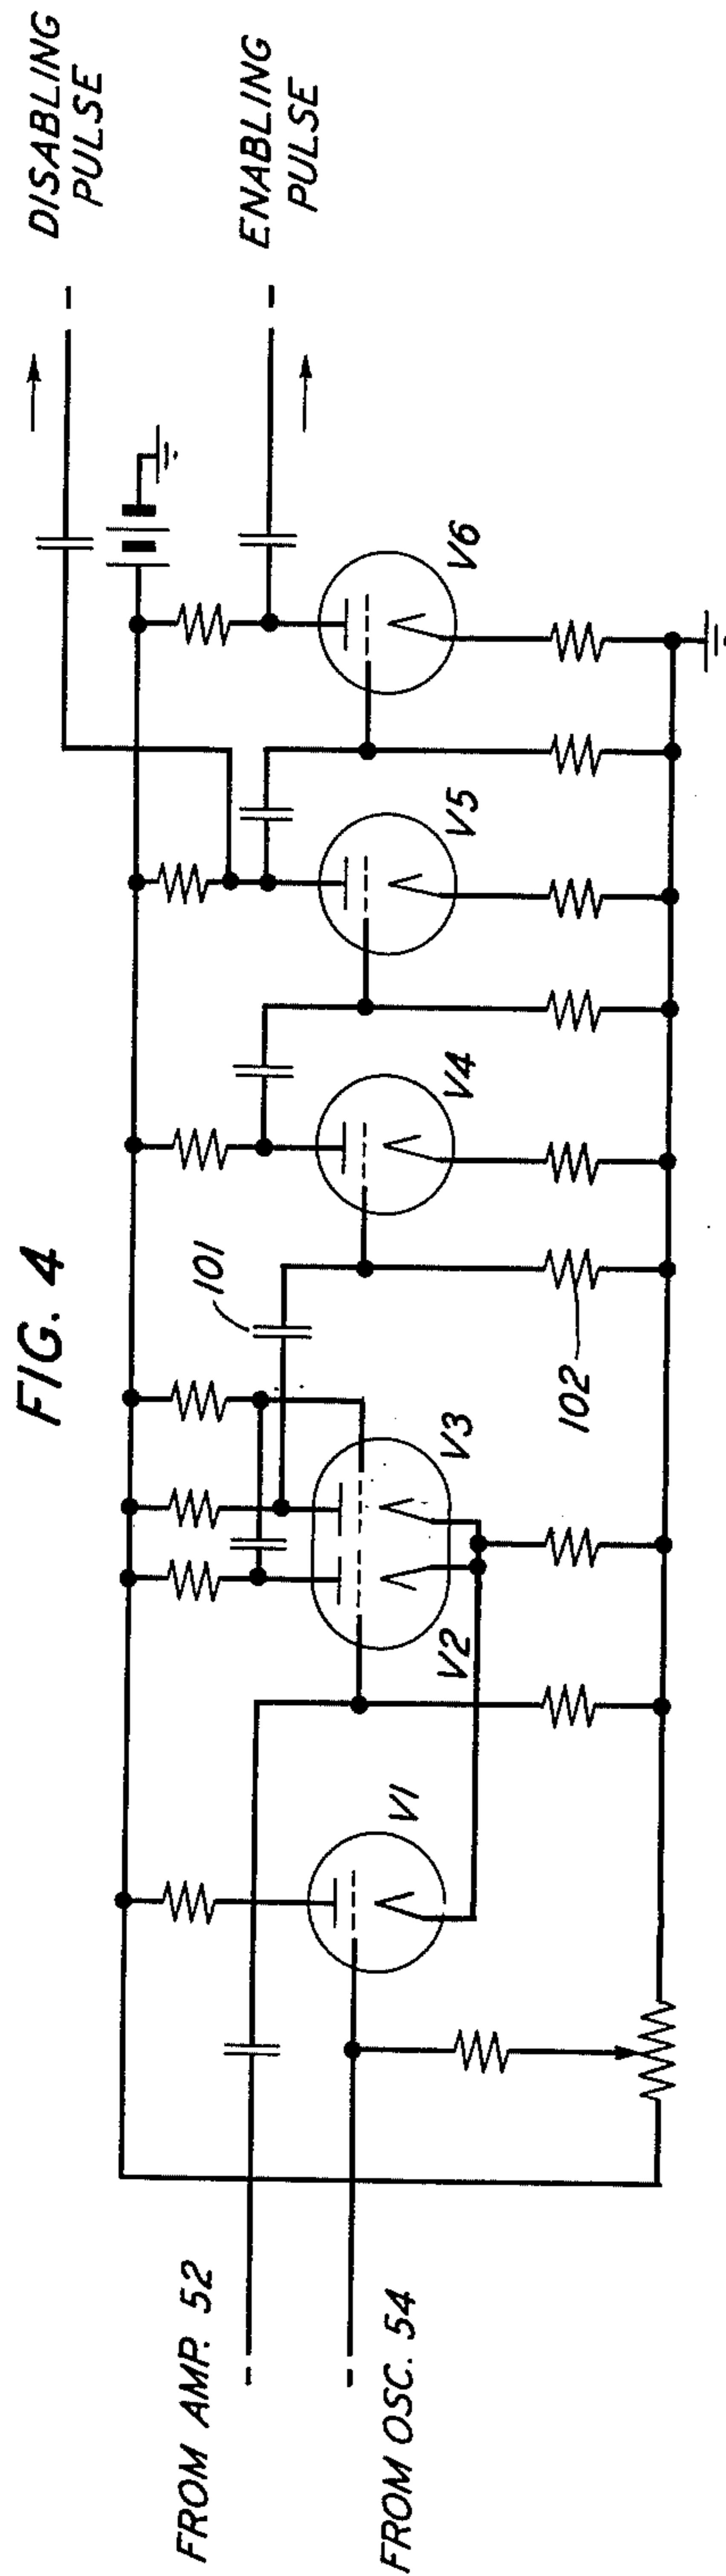 FIG. 4
DISABLING
PULSE
ENABLING
PULSE
FROM AMP. 52
FROM OSC. 54
V1
V2
V3
V4
V5
V6
101
102